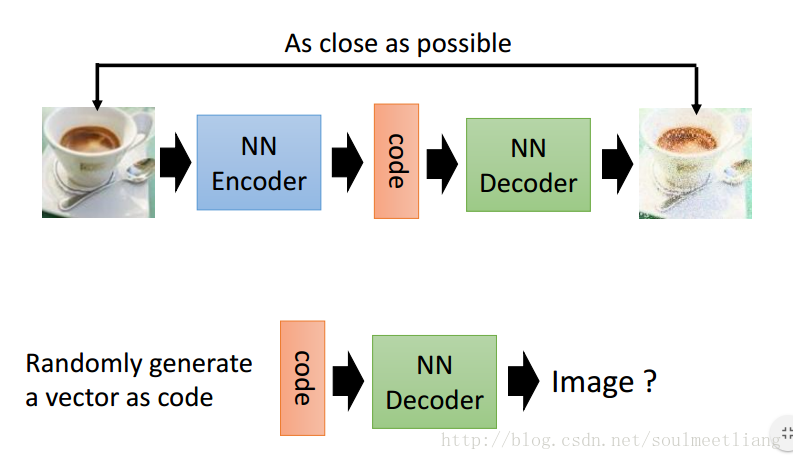 As close as possible
NN
Encoder
code
NN
Decoder
Randomly generate
a vector as code
code
NN
Decoder
Image ?
http://blog.csdn.net/soulmeetliang